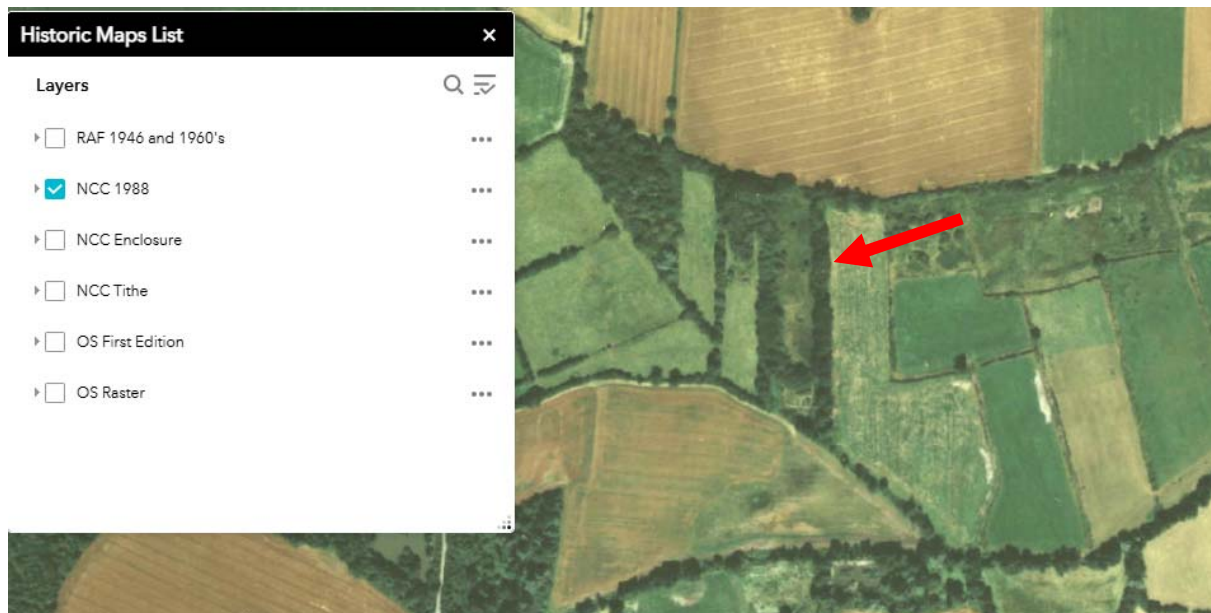 Historic Maps List
Layers
RAF 1946 and 1960's
NCC 1988
NCC Enclosure
NCC Tithe
OS First Edition
OS Raster